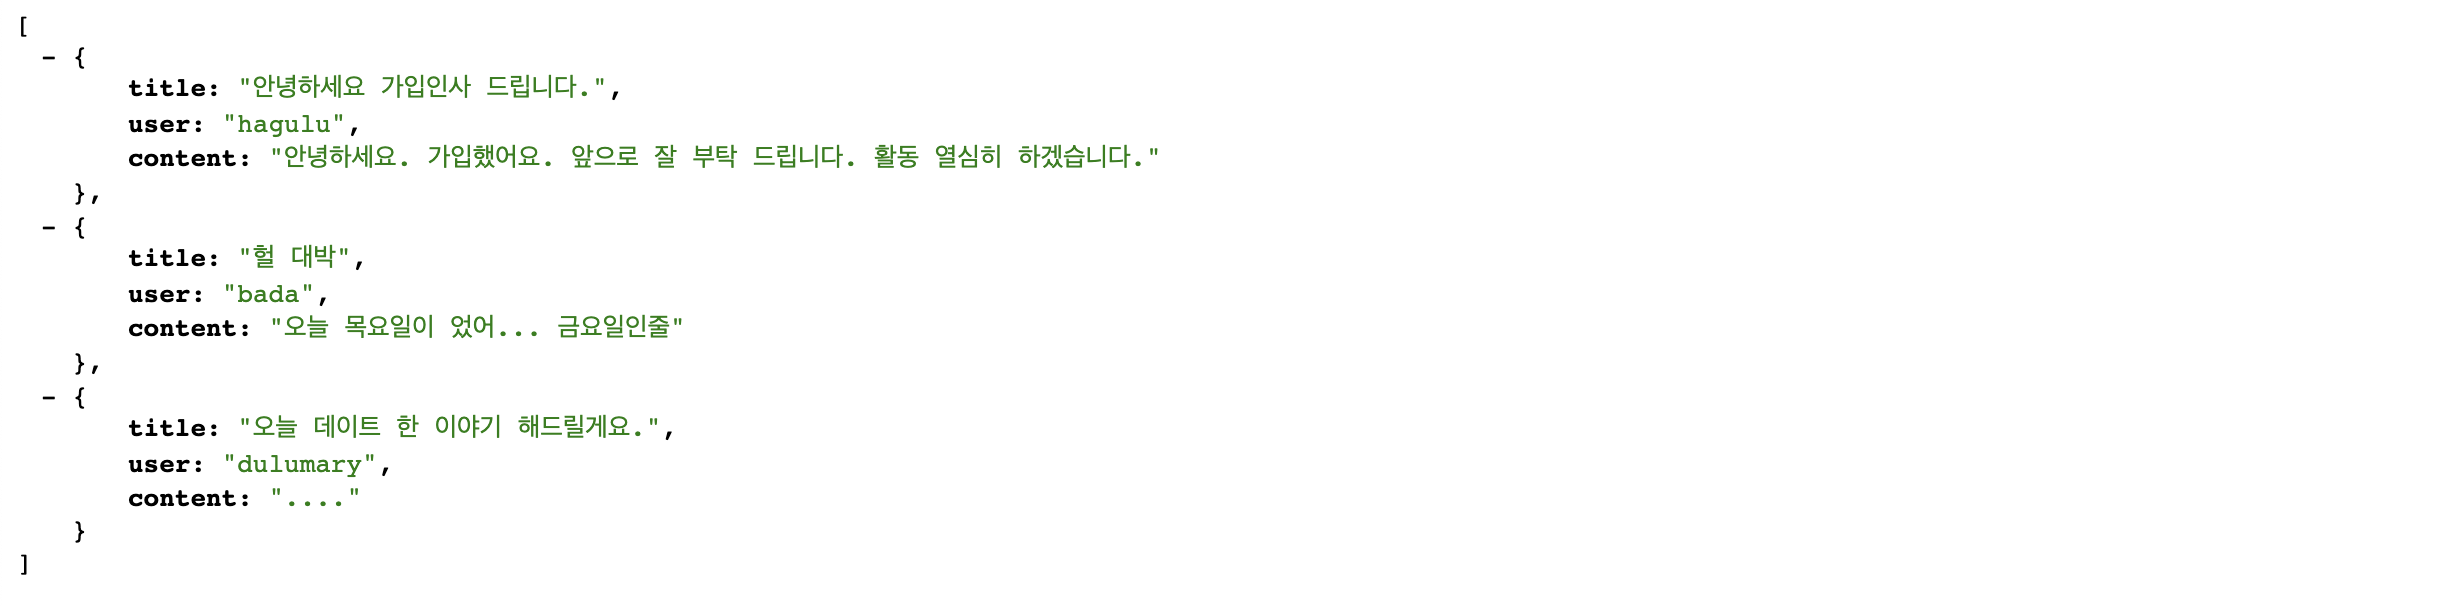 [
- {
title: "안녕하세요 가입인사 드립니다.",
user: "hagulu",
content: "안녕하세요. 가입했어요. 앞으로 잘 부탁 드립니다. 활동 열심히 하겠습니다."
},
- {
title: "헐 대박",
user: "bada",
content: "오늘 목요일이 었어... 금요일인줄"
},
- {
title: "오늘 데이트 한 이야기 해드릴게요.",
user: "dulumary",
content: "...."
}
]